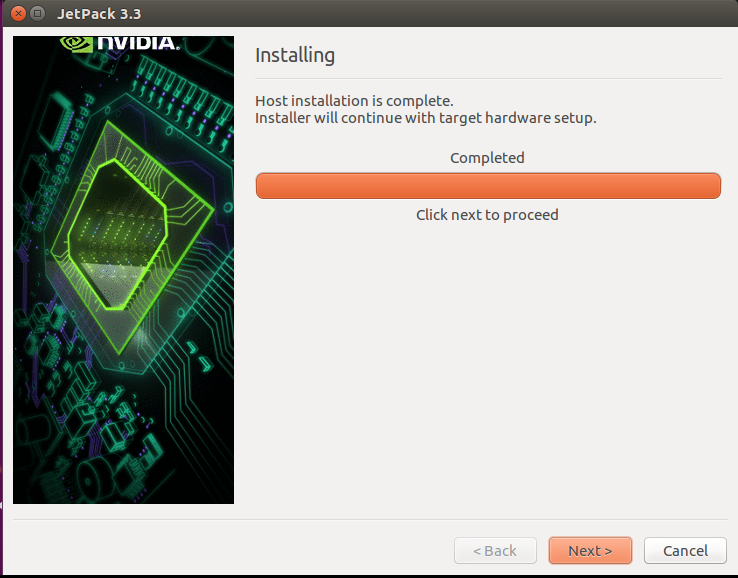 JetPack 3.3
NVIDIA.
Installing
Host installation is complete.
Installer will continue with target hardware setup.
Completed
Click next to proceed
< Back
Next >
Cancel